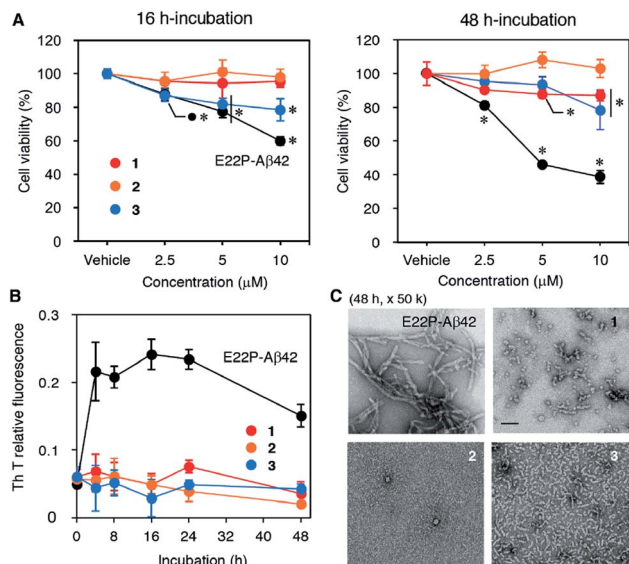 A
16 h-incubation
48 h-incubation
120
100
80
60
40
20
0
Cell viability (%)
Vehicle 2.5 5 10
Concentration (μM)
● *
*
*
*
E22P-Aβ42
1
2
3
120
100
80
60
40
20
0
Cell viability (%)
Vehicle 2.5 5 10
Concentration (μM)
*
*
*
*
*
B
0.3
0.2
0.1
0
Th T relative fluorescence
0 8 16 24 32 40 48
Incubation (h)
E22P-Aβ42
1
2
3
C (48 h, x 50 k)
E22P-Aβ42
1
2
3